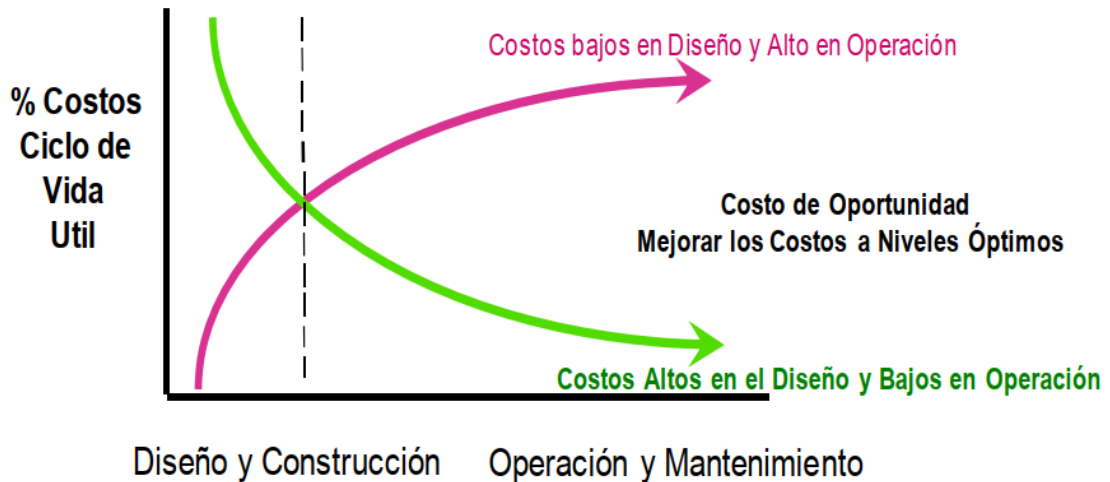 Costos bajos en Diseño y Alto en Operación
% Costos
Ciclo de
Vida
Util
Costo de Oportunidad
Mejorar los Costos a Niveles Óptimos
Costos Altos en el Diseño y Bajos en Operación
Diseño y Construcción
Operación y Mantenimiento